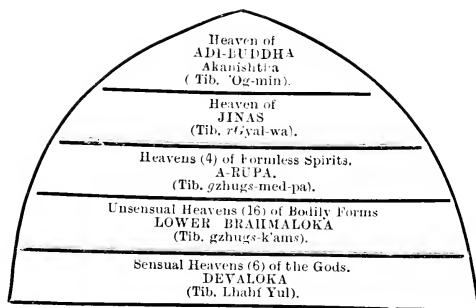 Heaven of
ADI-BUDDHA
Akanishtha
( Tib. 'Og-min).
Heaven of
JINAS
(Tib. rGyal-wa).
Heavens (4) of Formless Spirits.
A-RUPA.
(Tib. gzhugs-med-pa).
Unsensual Heavens (16) of Bodily Forms
LOWER BRAHMALOKA
(Tib. gzhugs-k'ams).
Sensual Heavens (6) of the Gods.
DEVALOKA
(Tib. Lhahí Yul).